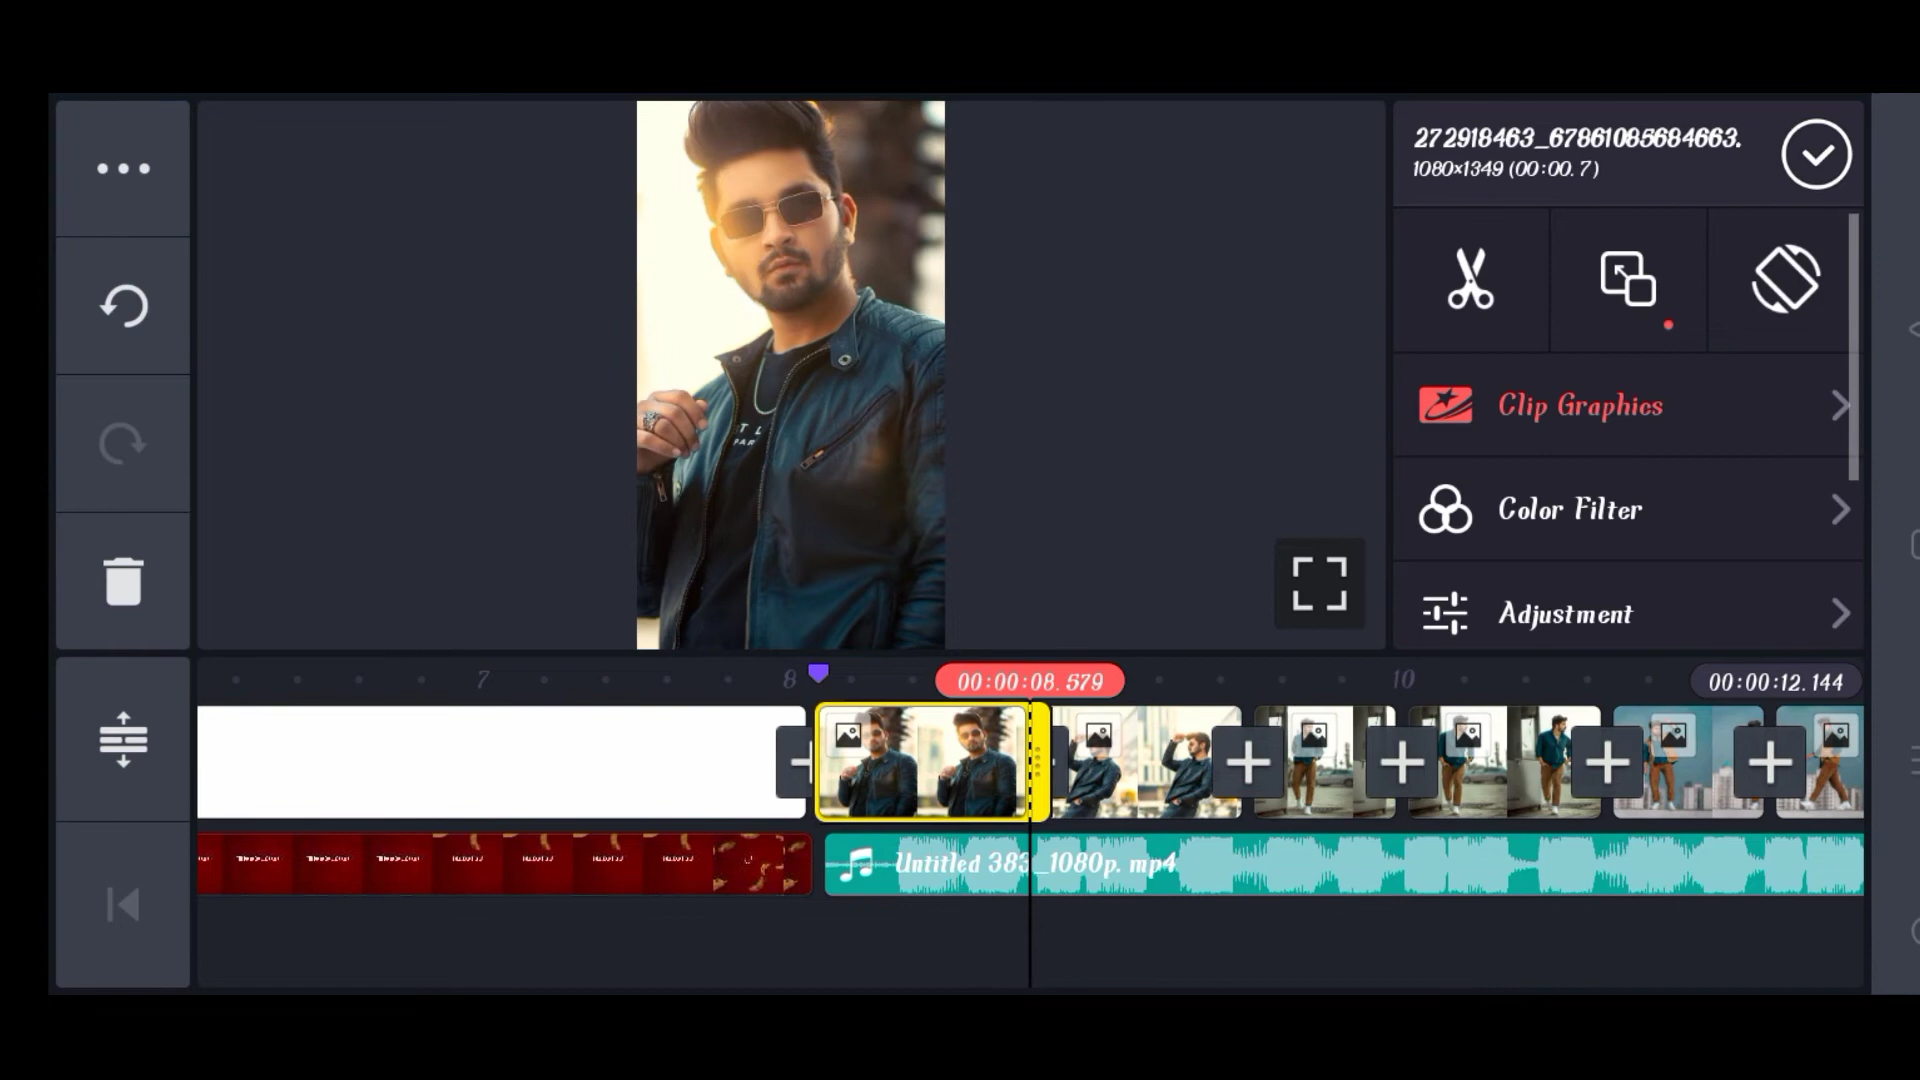 272918463_67861085684663.
1080×1349 (00:00.7)
Clip Graphics
Color Filter
Adjustment
7
8
00:00:08.579
10
00:00:12.144
Untitled 383_1080p.mp4